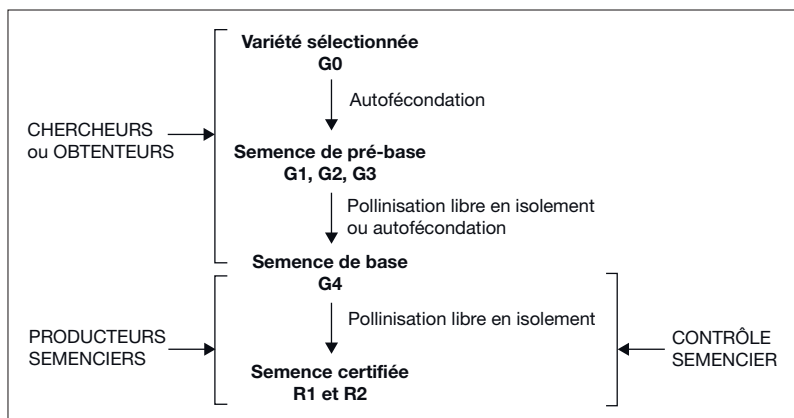 Variété sélectionnée
G0
Autofécondation
CHERCHEURS
ou OBTENTEURS
Semence de pré-base
G1, G2, G3
Pollinisation libre en isolement
ou autofécondation
Semence de base
G4
Pollinisation libre en isolement
PRODUCTEURS
SEMENCIERS
CONTRÔLE
SEMENCIER
Semence certifiée
R1 et R2